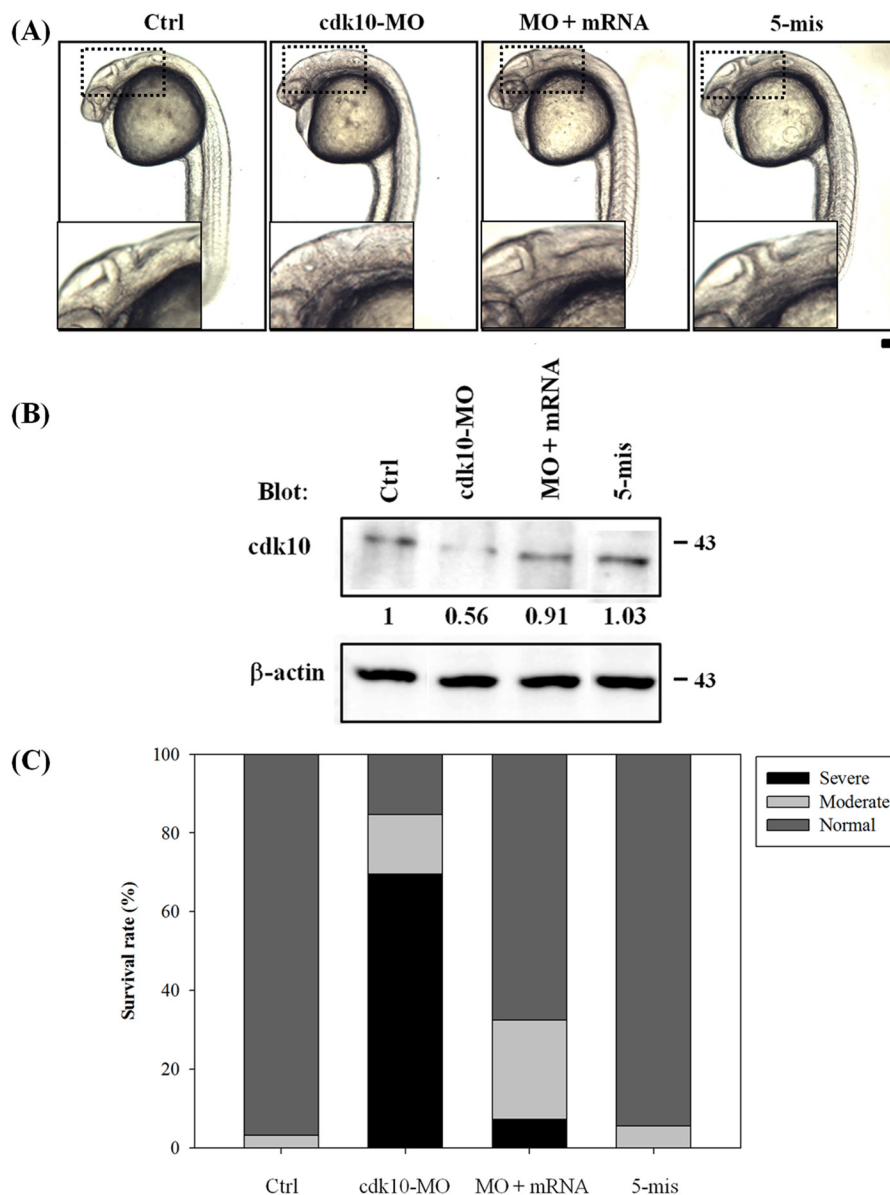 (A)
Ctrl cdk10-MO MO + mRNA 5-mis
(B)
Blot: Ctrl cdk10-MO MO + mRNA 5-mis
cdk10 – 43
1 0.56 0.91 1.03
β-actin – 43
(C)
100
80
60
40
20
0
Survival rate (%)
Severe
Moderate
Normal
Ctrl cdk10-MO MO + mRNA 5-mis